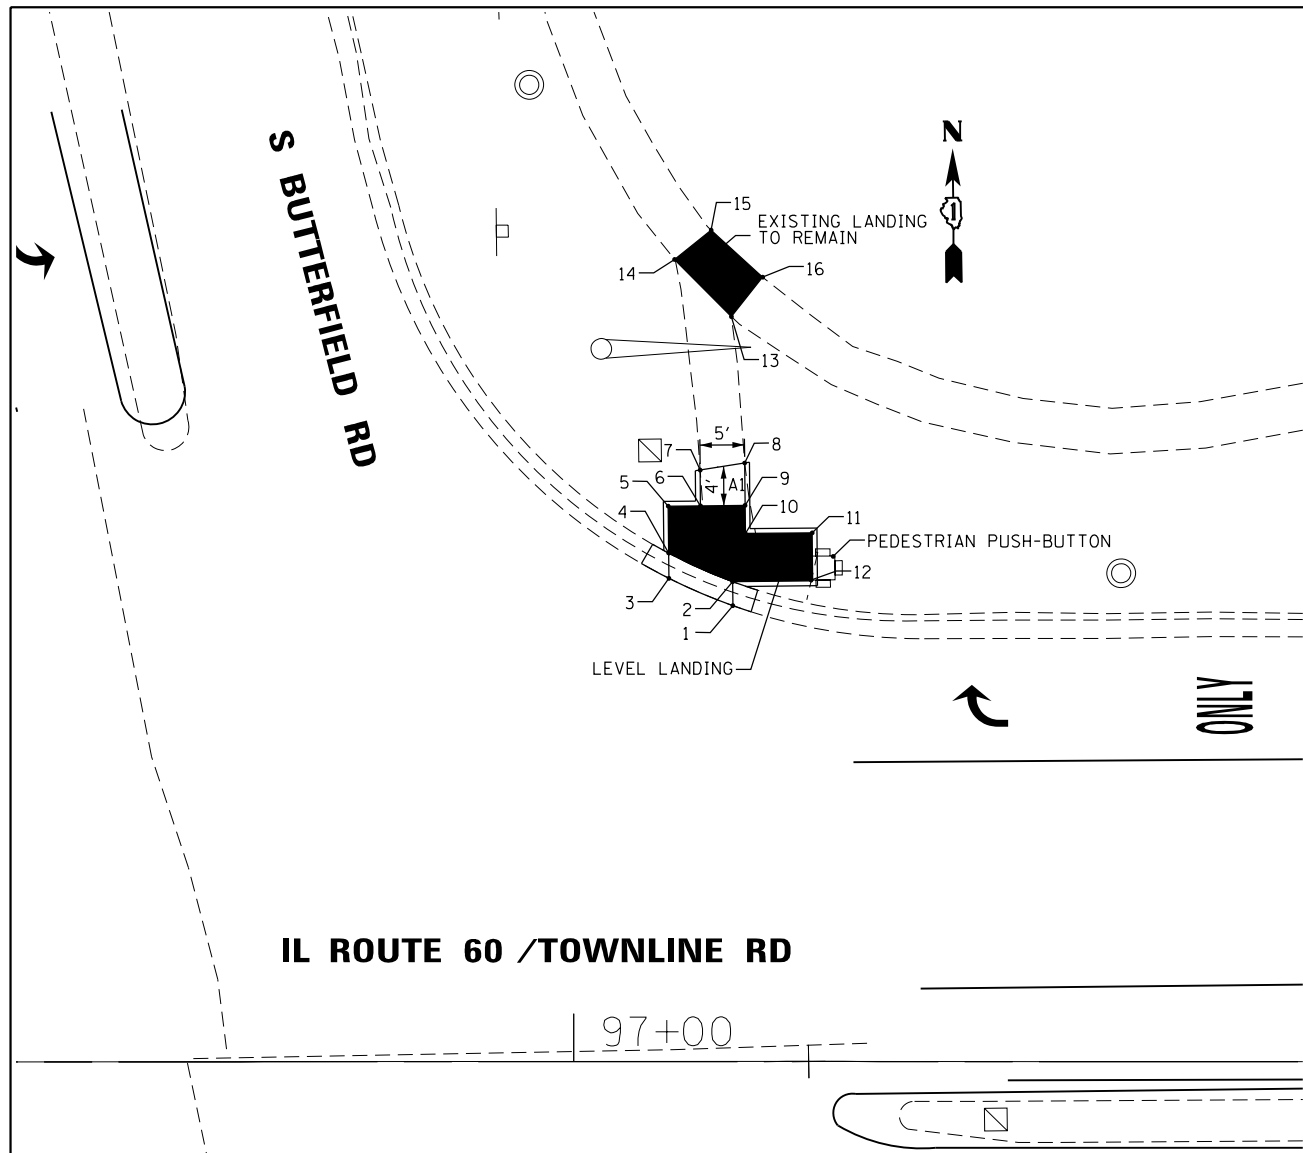 N
1
S BUTTERFIELD RD
15
EXISTING LANDING
TO REMAIN
14
16
13
5'
7
8
6
4'
A1
9
5
10
4
11
PEDESTRIAN PUSH-BUTTON
12
3
2
1
LEVEL LANDING
ONLY
IL ROUTE 60 /TOWNLINE RD
97+00